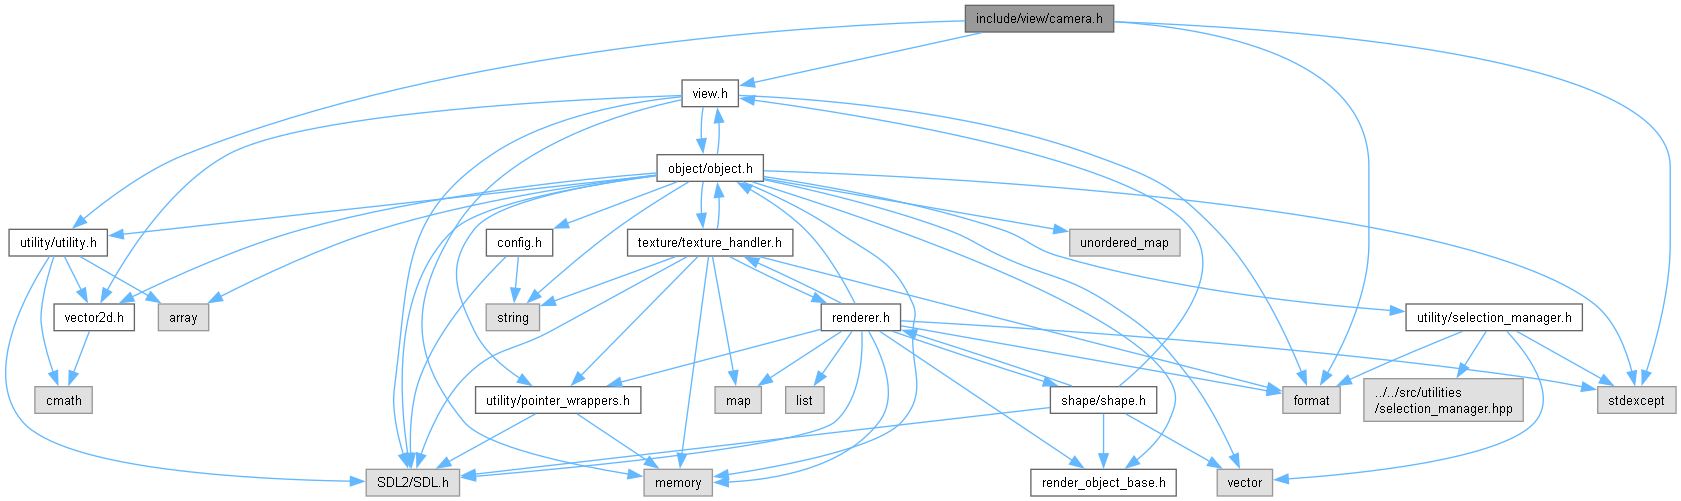 include/view/camera.h
view.h
object/object.h
utility/utility.h
config.h
texture/texture_handler.h
unordered_map
vector2d.h
array
string
renderer.h
utility/selection_manager.h
cmath
utility/pointer_wrappers.h
map
list
shape/shape.h
format
../../src/utilities
/selection_manager.hpp
stdexcept
SDL2/SDL.h
memory
render_object_base.h
vector